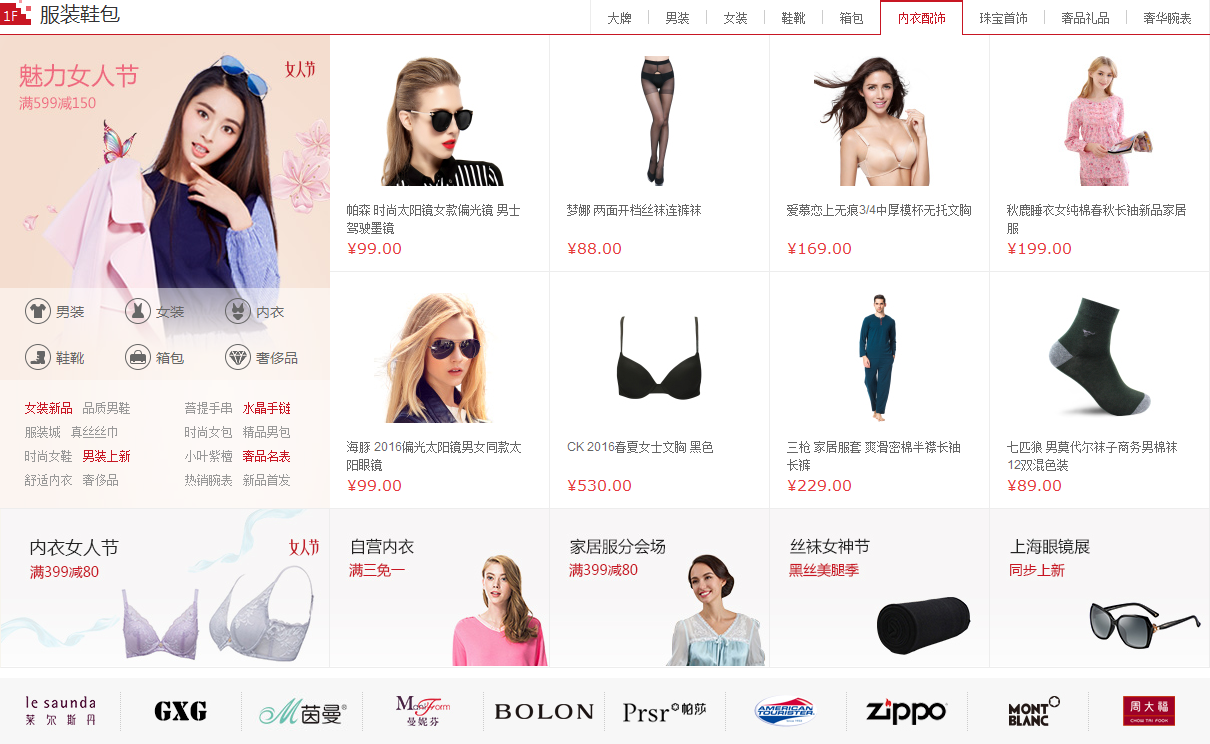 1F 服装鞋包
大牌
男装
女装
鞋靴
箱包
内衣配饰
珠宝首饰
奢品礼品
奢华腕表
魅力女人节
满599减150
女人节
男装
女装
内衣
鞋靴
箱包
奢侈品
女装新品 品质男鞋
菩提手串 水晶手链
服装城 真丝丝巾
时尚女包 精品男包
时尚女鞋 男装上新
小叶紫檀 奢品名表
舒适内衣 奢侈品
热销腕表 新品首发
帕森 时尚太阳镜女款偏光镜 男士
驾驶墨镜
¥99.00
梦娜 两面开档丝袜连裤袜
¥88.00
爱慕恋上无痕3/4中厚模杯无托文胸
¥169.00
秋鹿睡衣女纯棉春秋长袖新品家居
服
¥199.00
海豚 2016偏光太阳镜男女同款太
阳眼镜
¥99.00
CK 2016春夏女士文胸 黑色
¥530.00
三枪 家居服套 爽滑密棉半襟长袖
长裤
¥229.00
七匹狼 男莫代尔袜子商务男棉袜
12双混色装
¥89.00
内衣女人节
满399减80
女人节
自营内衣
满三免一
家居服分会场
满399减80
丝袜女神节
黑丝美腿季
上海眼镜展
同步上新
le saunda
莱尔斯丹
GXG
茵曼
曼妮芬
BOLON
Prsr 帕莎
AMERICAN
TOURISTER
zippo
MONT
BLANC
周大福
CHOW TAI FOOK